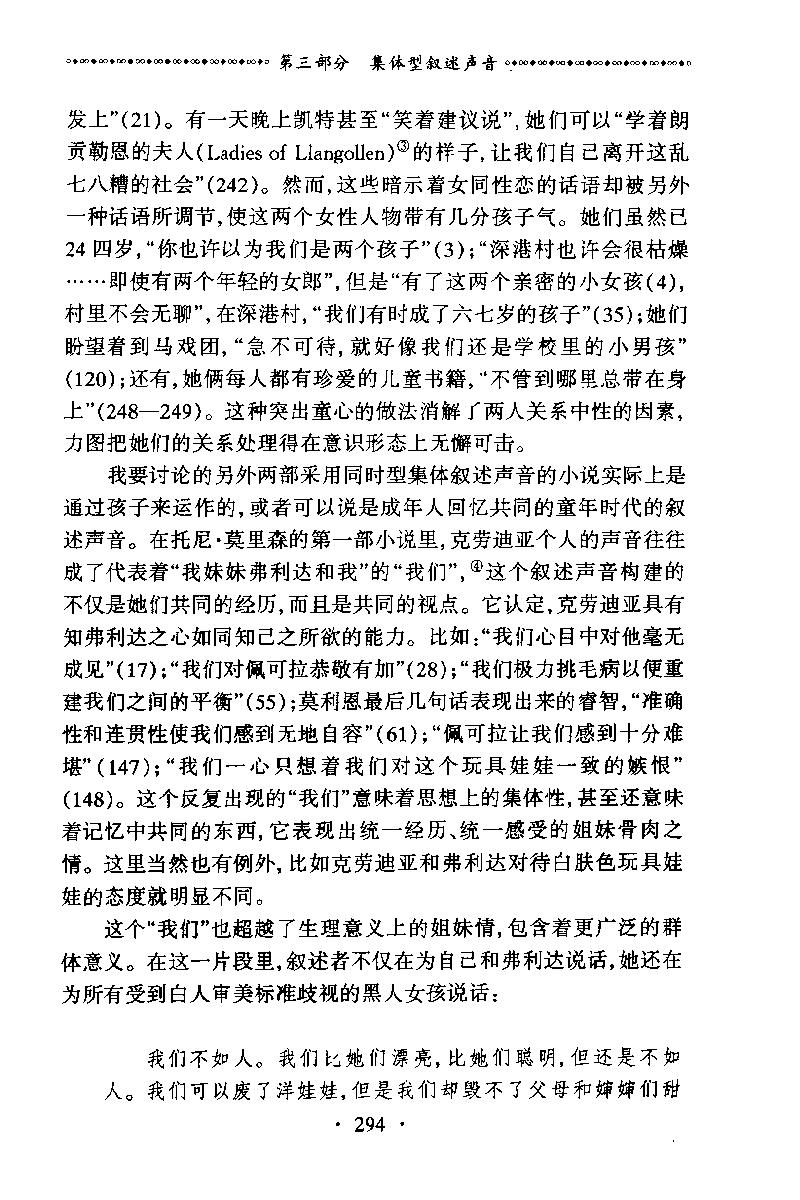 第三部分 集体型叙述声音
发上”(21)。有一天晚上凯特甚至“笑着建议说”,她们可以“学着朗
贡勒恩的夫人(Ladies of Llangollen)③的样子,让我们自己离开这乱
七八糟的社会”(242)。然而,这些暗示着女同性恋的话语却被另外
一种话语所调节,使这两个女性人物带有几分孩子气。她们虽然已
24四岁,“你也许以为我们是两个孩子”(3);“深港村也许会很枯燥
……即使有两个年轻的女郎”,但是“有了这两个亲密的小女孩(4),
村里不会无聊”,在深港村,“我们有时成了六七岁的孩子”(35);她们
盼望着到马戏团,“急不可待,就好像我们还是学校里的小男孩”
(120);还有,她俩每人都有珍爱的儿童书籍,“不管到哪里总带在身
上”(248—249)。这种突出童心的做法消解了两人关系中性的因素,
力图把她们的关系处理得在意识形态上无懈可击。
我要讨论的另外两部采用同时型集体叙述声音的小说实际上是
通过孩子来运作的,或者可以说是成年人回忆共同的童年时代的叙
述声音。在托尼·莫里森的第一部小说里,克劳迪亚个人的声音往往
成了代表着“我妹妹弗利达和我”的“我们”,④这个叙述声音构建的
不仅是她们共同的经历,而且是共同的视点。它认定,克劳迪亚具有
知弗利达之心如同知己之所欲的能力。比如:“我们心目中对他毫无
成见”(17);“我们对佩可拉恭敬有加”(28);“我们极力挑毛病以便重
建我们之间的平衡”(55);莫利恩最后几句话表现出来的睿智,“准确
性和连贯性使我们感到无地自容”(61);“佩可拉让我们感到十分难
堪”(147);“我们一心只想着我们对这个玩具娃娃一致的嫉恨”
(148)。这个反复出现的“我们”意味着思想上的集体性,甚至还意味
着记忆中共同的东西,它表现出统一经历、统一感受的姐妹骨肉之
情。这里当然也有例外,比如克劳迪亚和弗利达对待白肤色玩具娃
娃的态度就明显不同。
这个“我们”也超越了生理意义上的姐妹情,包含着更广泛的群
体意义。在这一片段里,叙述者不仅在为自己和弗利达说话,她还在
为所有受到白人审美标准歧视的黑人女孩说话:
我们不如人。我们比她们漂亮,比她们聪明,但还是不如
人。我们可以废了洋娃娃,但是我们却毁不了父母和婶婶们甜
· 294 ·